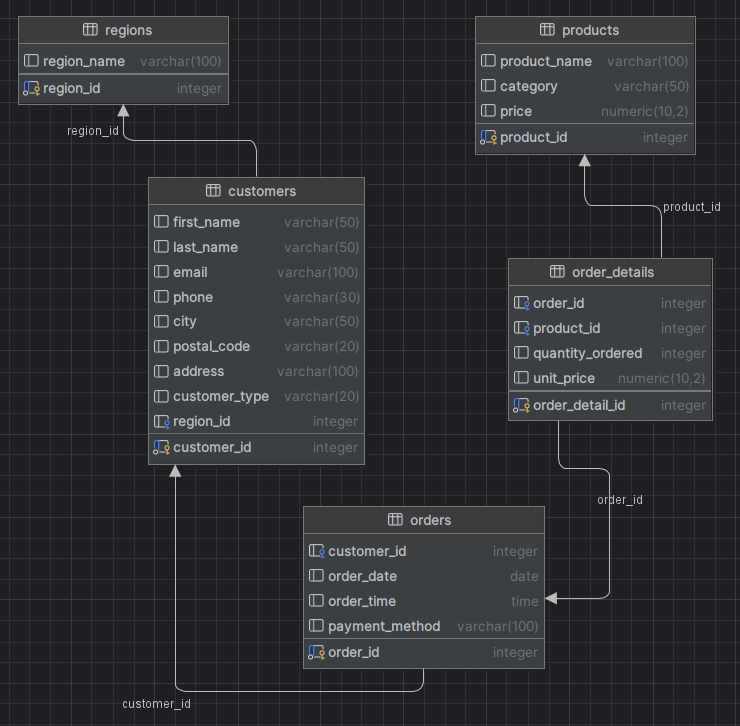 regions
region_name varchar(100)
region_id integer
region_id
products
product_name varchar(100)
category varchar(50)
price numeric(10,2)
product_id integer
product_id
customers
first_name varchar(50)
last_name varchar(50)
email varchar(100)
phone varchar(30)
city varchar(50)
postal_code varchar(20)
address varchar(100)
customer_type varchar(20)
region_id integer
customer_id integer
order_details
order_id integer
product_id integer
quantity_ordered integer
unit_price numeric(10,2)
order_detail_id integer
order_id
orders
customer_id integer
order_date date
order_time time
payment_method varchar(100)
order_id integer
customer_id